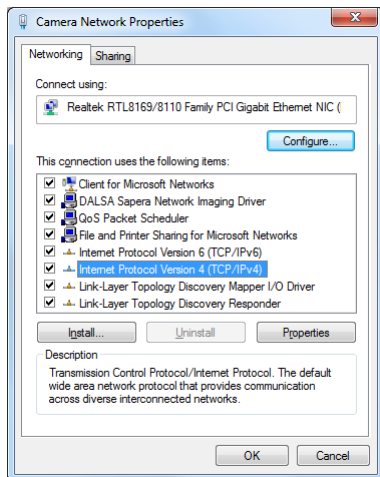 Camera Network Properties
Networking
Sharing
Connect using:
Realtek RTL8169/8110 Family PCI Gigabit Ethernet NIC (
Configure...
This connection uses the following items:
Client for Microsoft Networks
DALSA Sapera Network Imaging Driver
QoS Packet Scheduler
File and Printer Sharing for Microsoft Networks
Internet Protocol Version 6 (TCP/IPv6)
Internet Protocol Version 4 (TCP/IPv4)
Link-Layer Topology Discovery Mapper I/O Driver
Link-Layer Topology Discovery Responder
Install...
Uninstall
Properties
Description
Transmission Control Protocol/Internet Protocol. The default
wide area network protocol that provides communication
across diverse interconnected networks.
OK
Cancel